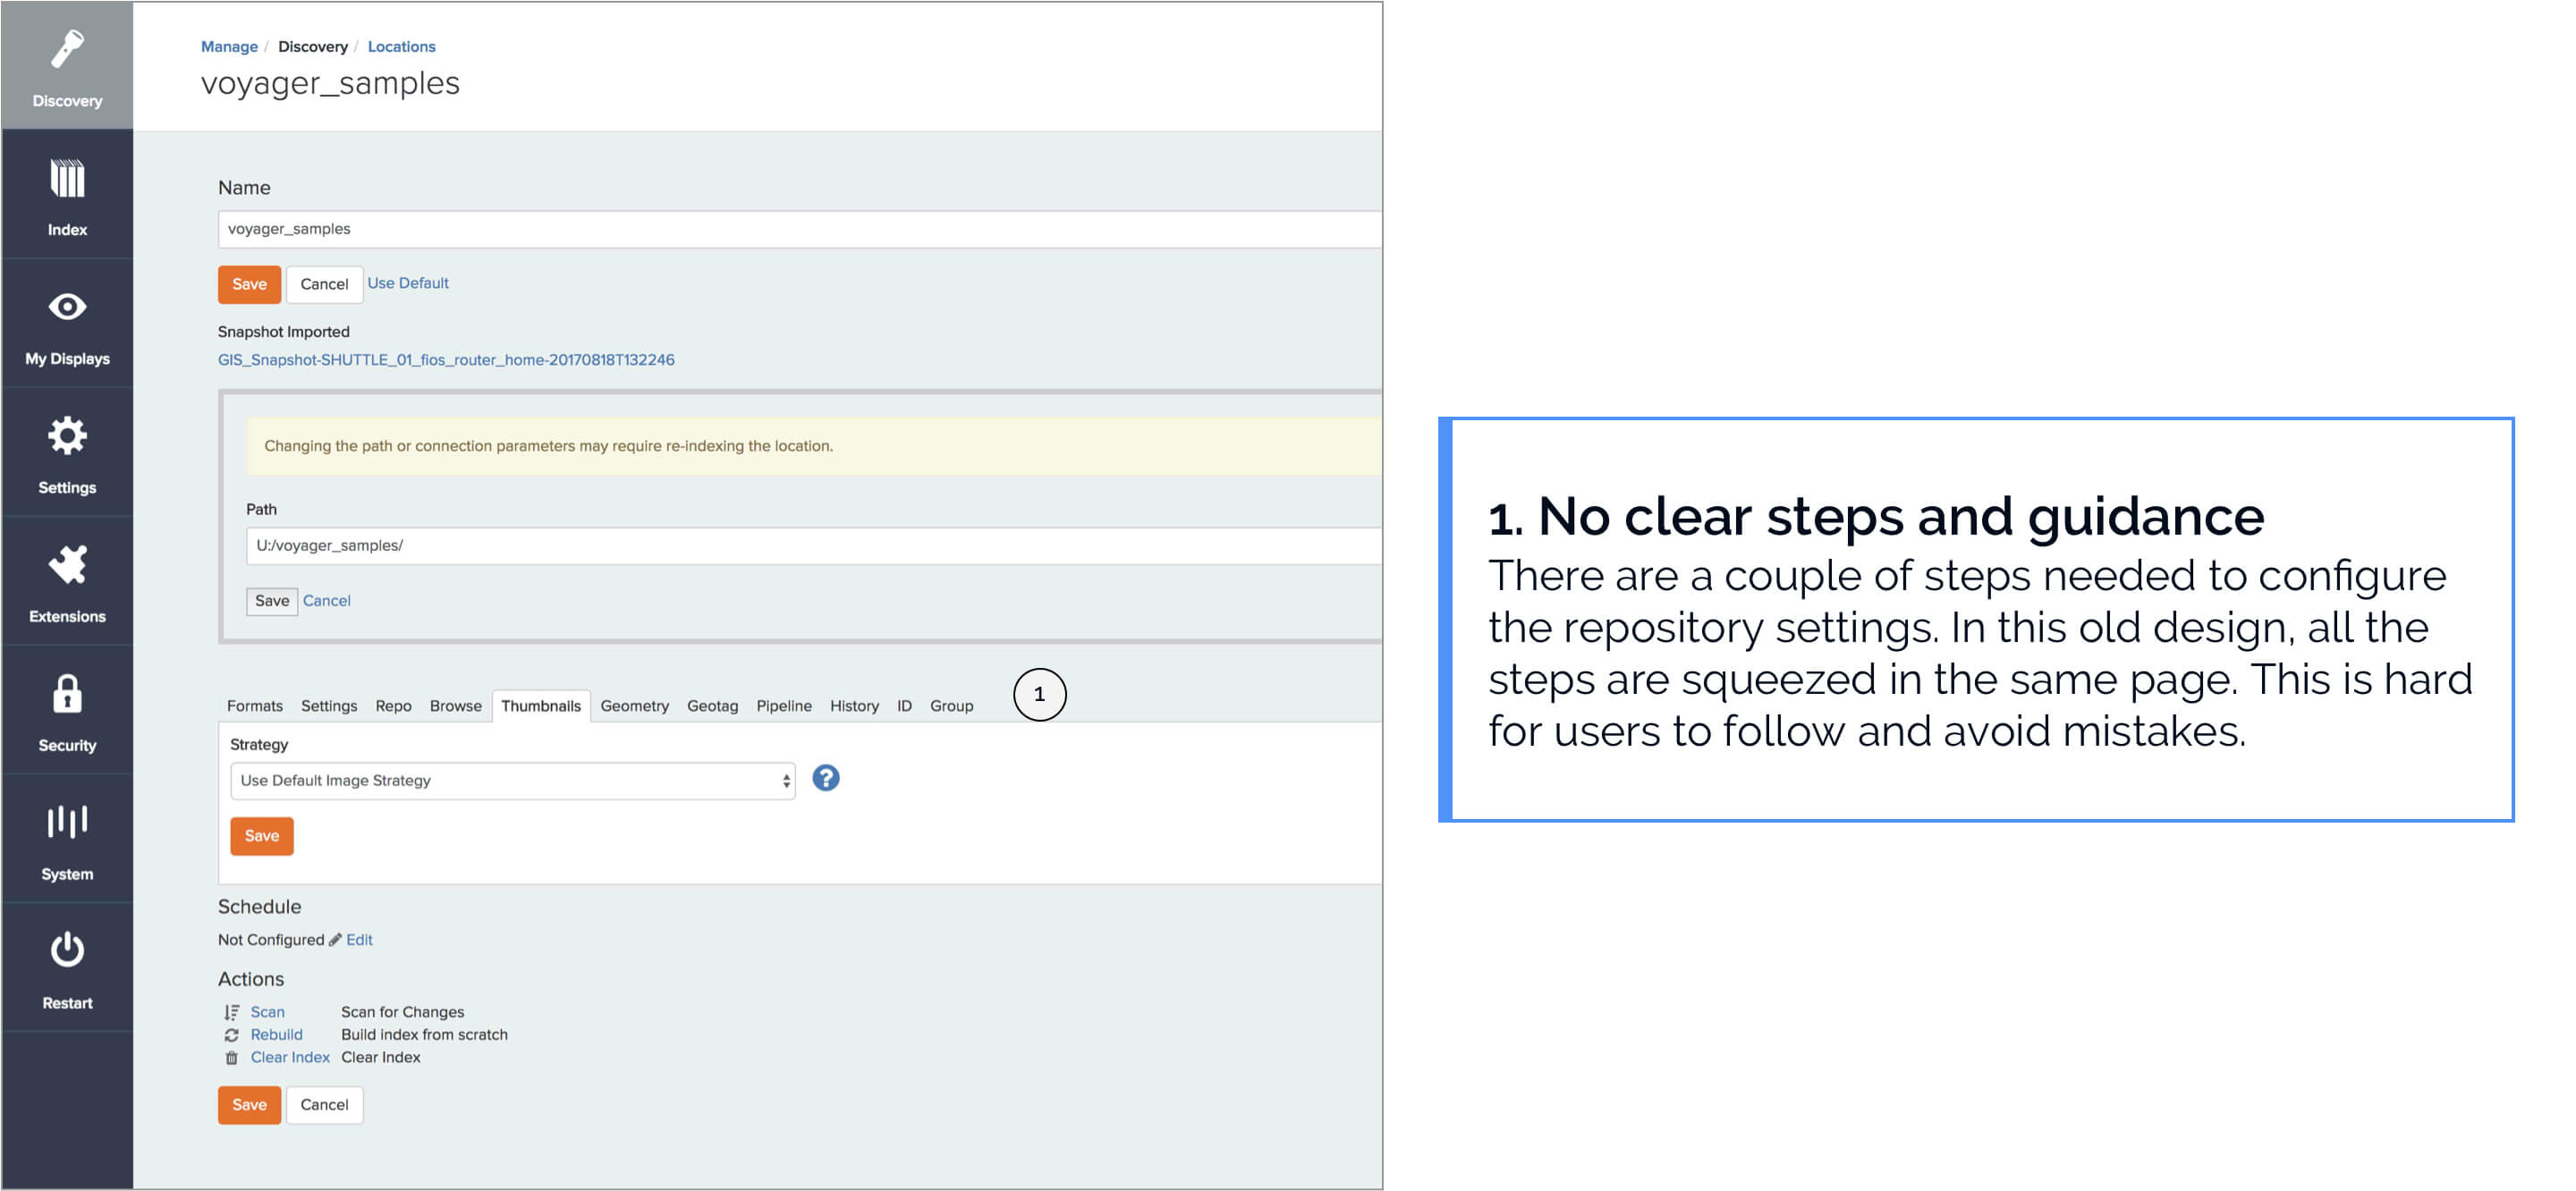 Discovery
Index
My Displays
Settings
Extensions
Security
System
Restart
Manage / Discovery / Locations
voyager_samples
Name
voyager_samples
Save Cancel Use Default
Snapshot Imported
GIS_Snapshot-SHUTTLE_01_fios_router_home-20170818T132246
Changing the path or connection parameters may require re-indexing the location.
Path
U:/voyager_samples/
Save Cancel
Formats Settings Repo Browse Thumbnails Geometry Geotag Pipeline History ID Group
1
Strategy
Use Default Image Strategy
?
Save
Schedule
Not Configured Edit
Actions
Scan Scan for Changes
Rebuild Build index from scratch
Clear Index Clear Index
Save Cancel
1. No clear steps and guidance
There are a couple of steps needed to configure
the repository settings. In this old design, all the
steps are squeezed in the same page. This is hard
for users to follow and avoid mistakes.